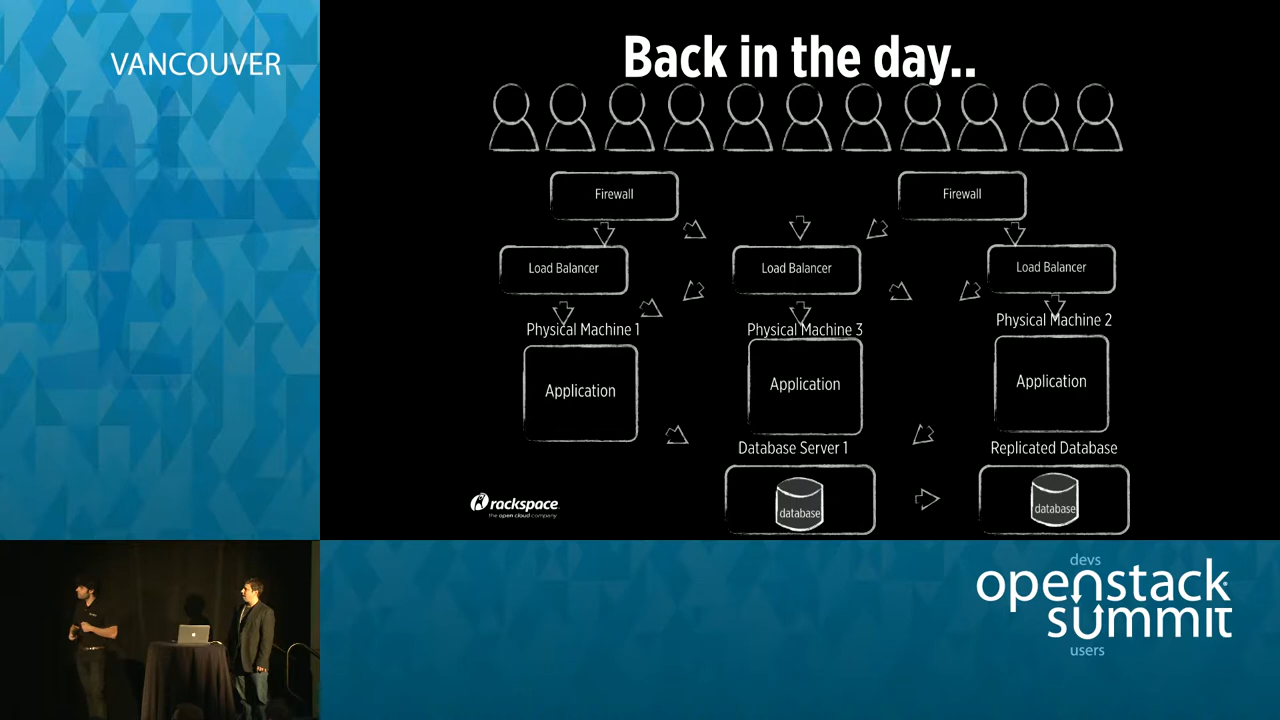 VANCOUVER
Back in the day..
Firewall
Firewall
Load Balancer
Load Balancer
Load Balancer
Physical Machine 1
Physical Machine 3
Physical Machine 2
Application
Application
Application
Database Server 1
Replicated Database
database
database
rackspace
the open cloud company
devs
openstack
summit
users